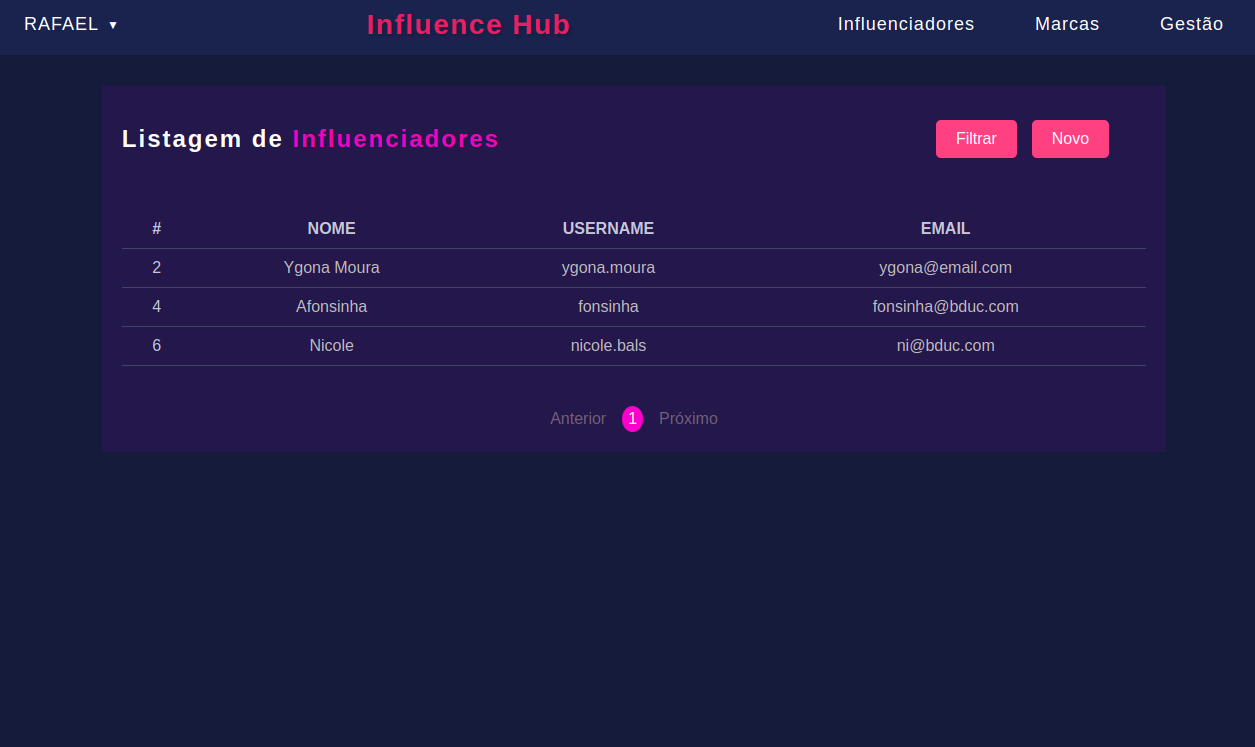 RAFAEL ▼ Influence Hub Influenciadores Marcas Gestão
Listagem de Influenciadores Filtrar Novo
# NOME USERNAME EMAIL
2 Ygona Moura ygona.moura ygona@email.com
4 Afonsinha fonsinha fonsinha@bduc.com
6 Nicole nicole.bals ni@bduc.com
Anterior 1 Próximo